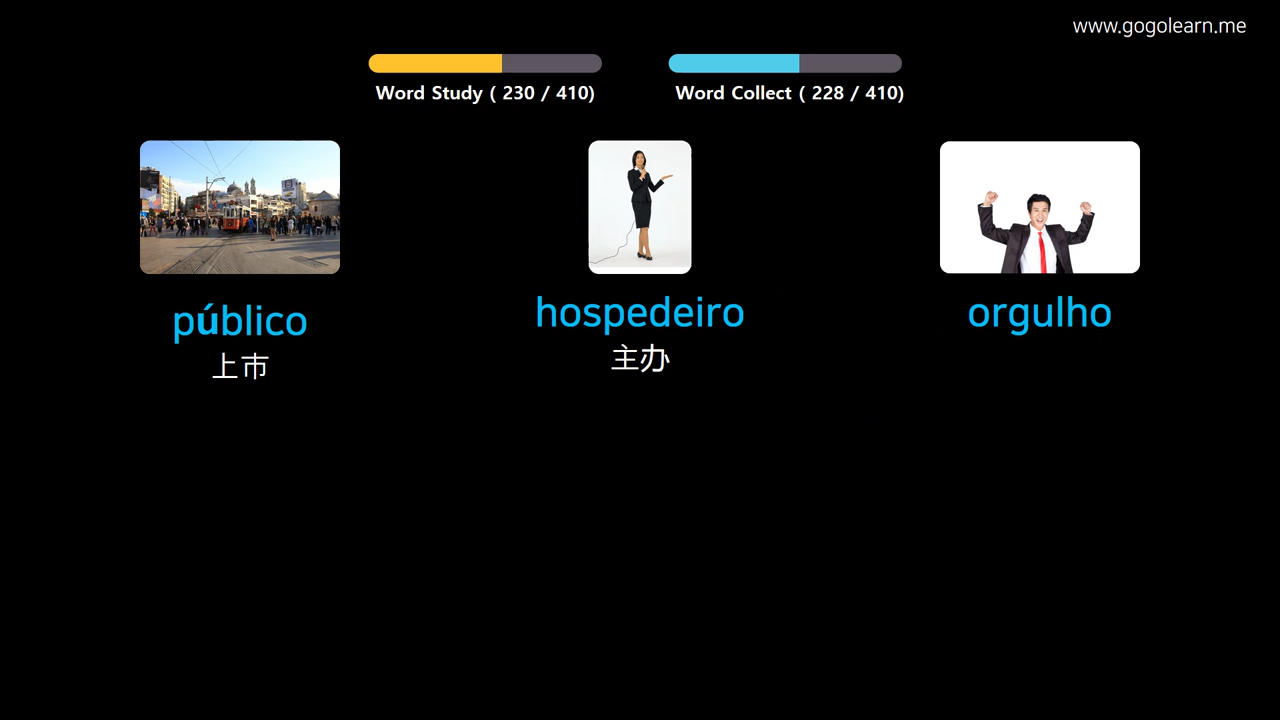 www.gogolearn.me
Word Study ( 230 / 410)
Word Collect ( 228 / 410)
público
hospedeiro
orgulho
上市
主办